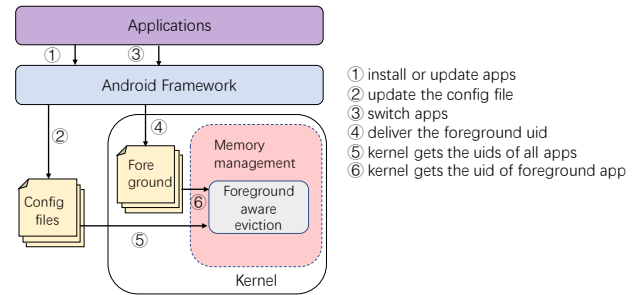 Applications
①
③
Android Framework
②
④
Fore
ground
Memory
management
Foreground
aware
eviction
⑥
Config
files
⑤
Kernel
① install or update apps
② update the config file
③ switch apps
④ deliver the foreground uid
⑤ kernel gets the uids of all apps
⑥ kernel gets the uid of foreground app